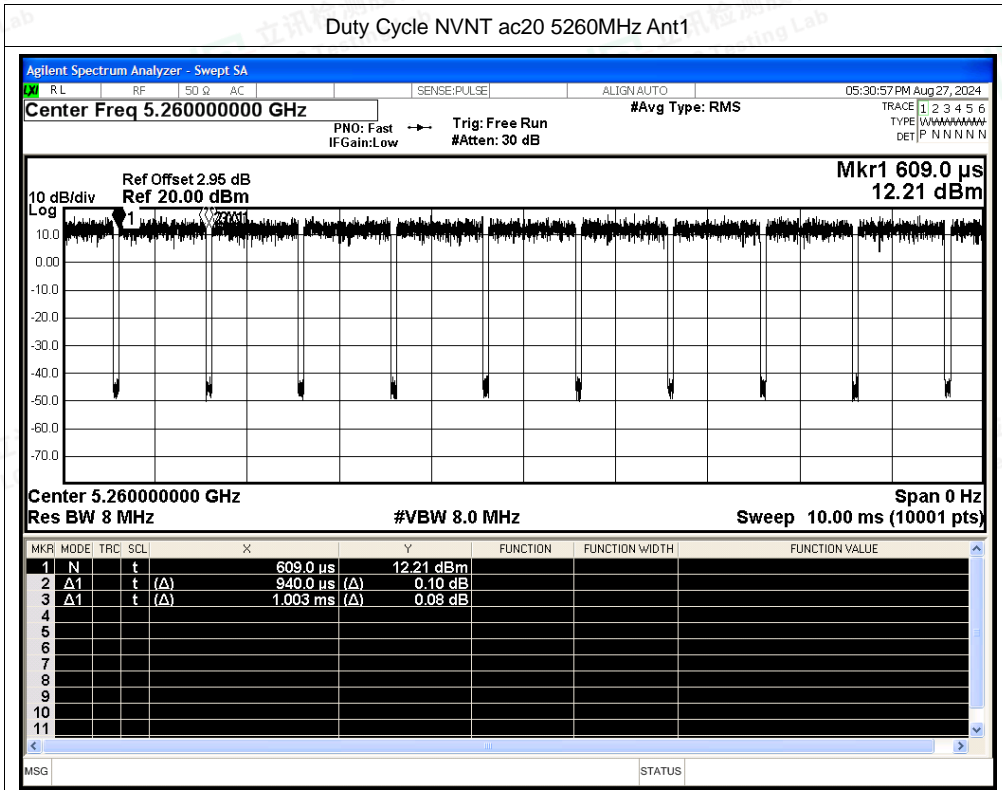 Duty Cycle NVNT ac20 5260MHz Ant1
Agilent Spectrum Analyzer - Swept SA
LXI RL RF 50 Ω AC SENSE:PULSE ALIGN AUTO 05:30:57 PM Aug 27, 2024
Center Freq 5.260000000 GHz #Avg Type: RMS TRACE 1 2 3 4 5 6
PNO: Fast Trig: Free Run TYPE WWWWWW
IFGain:Low #Atten: 30 dB DET P N N N N N
Mkr1 609.0 µs
Ref Offset 2.95 dB
10 dB/div Ref 20.00 dBm 12.21 dBm
Log
10.0
0.00
-10.0
-20.0
-30.0
-40.0
-50.0
-60.0
-70.0
Center 5.260000000 GHz Span 0 Hz
Res BW 8 MHz #VBW 8.0 MHz Sweep 10.00 ms (10001 pts)
MKR MODE TRC SCL X Y FUNCTION FUNCTION WIDTH FUNCTION VALUE
1 N t 609.0 µs 12.21 dBm
2 Δ1 t (Δ) 940.0 µs (Δ) 0.10 dB
3 Δ1 t (Δ) 1.003 ms (Δ) 0.08 dB
4
5
6
7
8
9
10
11
MSG STATUS